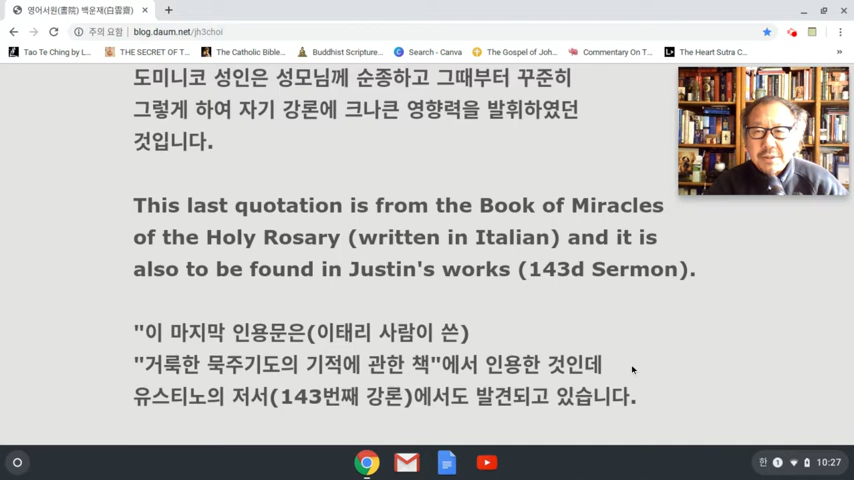 영어서원(書院) 백운재(白雲齋)
주의 요함
blog.daum.net/jh3choi
Tao Te Ching by L...
THE SECRET OF T...
The Catholic Bible...
Buddhist Scripture...
Search - Canva
The Gospel of Joh...
Commentary On T...
The Heart Sutra C...
»
도미니코 성인은 성모님께 순종하고 그때부터 꾸준히
그렇게 하여 자기 강론에 크나큰 영향력을 발휘하였던
것입니다.
This last quotation is from the Book of Miracles
of the Holy Rosary (written in Italian) and it is
also to be found in Justin's works (143d Sermon).
"이 마지막 인용문은(이태리 사람이 쓴)
"거룩한 묵주기도의 기적에 관한 책"에서 인용한 것인데
유스티노의 저서(143번째 강론)에서도 발견되고 있습니다.
한 1 10:27